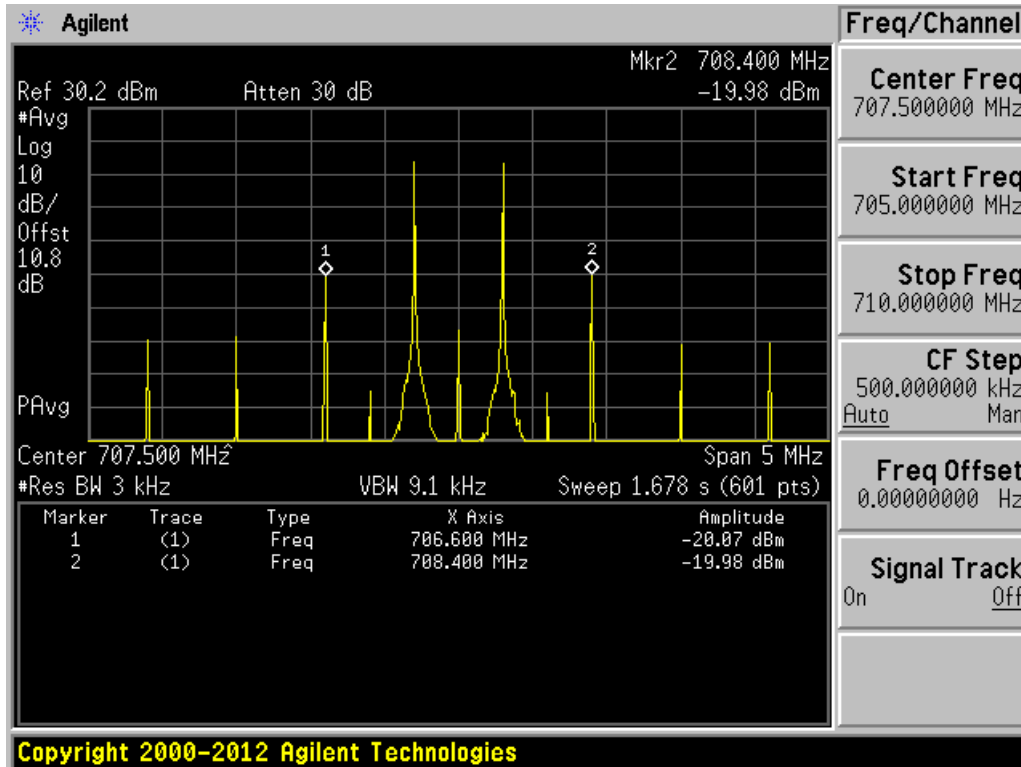 Agilent
Freq/Channel
Mkr2 708.400 MHz
Ref 30.2 dBm Atten 30 dB -19.98 dBm
#Avg
Log
10
dB/
Offst
10.8
dB
PAvg
1
2
Center 707.500 MHz Span 5 MHz
#Res BW 3 kHz VBW 9.1 kHz Sweep 1.678 s (601 pts)
Marker Trace Type X Axis Amplitude
1 (1) Freq 706.600 MHz -20.07 dBm
2 (1) Freq 708.400 MHz -19.98 dBm
Center Freq
707.500000 MHz
Start Freq
705.000000 MHz
Stop Freq
710.000000 MHz
CF Step
500.000000 kHz
Auto Man
Freq Offset
0.00000000 Hz
Signal Track
On Off
Copyright 2000-2012 Agilent Technologies